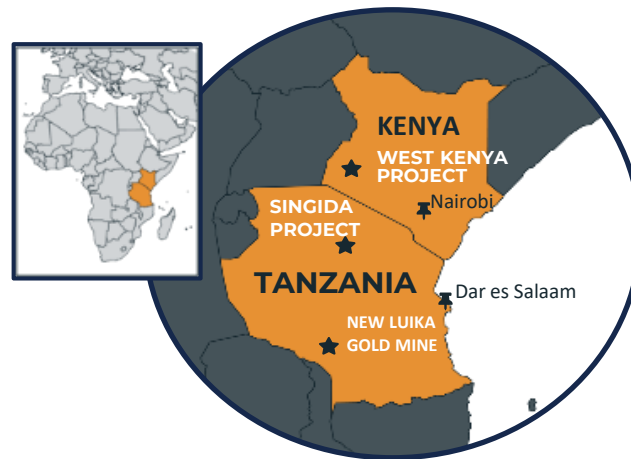 KENYA
WEST KENYA
PROJECT
Nairobi
SINGIDA
PROJECT
TANZANIA
Dar es Salaam
NEW LUIKA
GOLD MINE